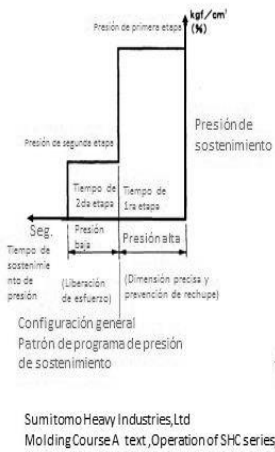 kgf/cm²
(%)
Presión de primera etapa
Presión de
sostenimiento
Presión de segunda etapa
Tiempo de
2da etapa
Tiempo de
1ra etapa
Seg.
Presión
baja
Presión alta
Tiempo de
sostenimie
nto de
presión
(Liberación
de esfuerzo)
(Dimensión precisa y
prevención de rechupe)
Configuración general
Patrón de programa de presión
de sostenimiento
Sumitomo Heavy Industries,Ltd
Molding Course A text ,Operation of SHC series